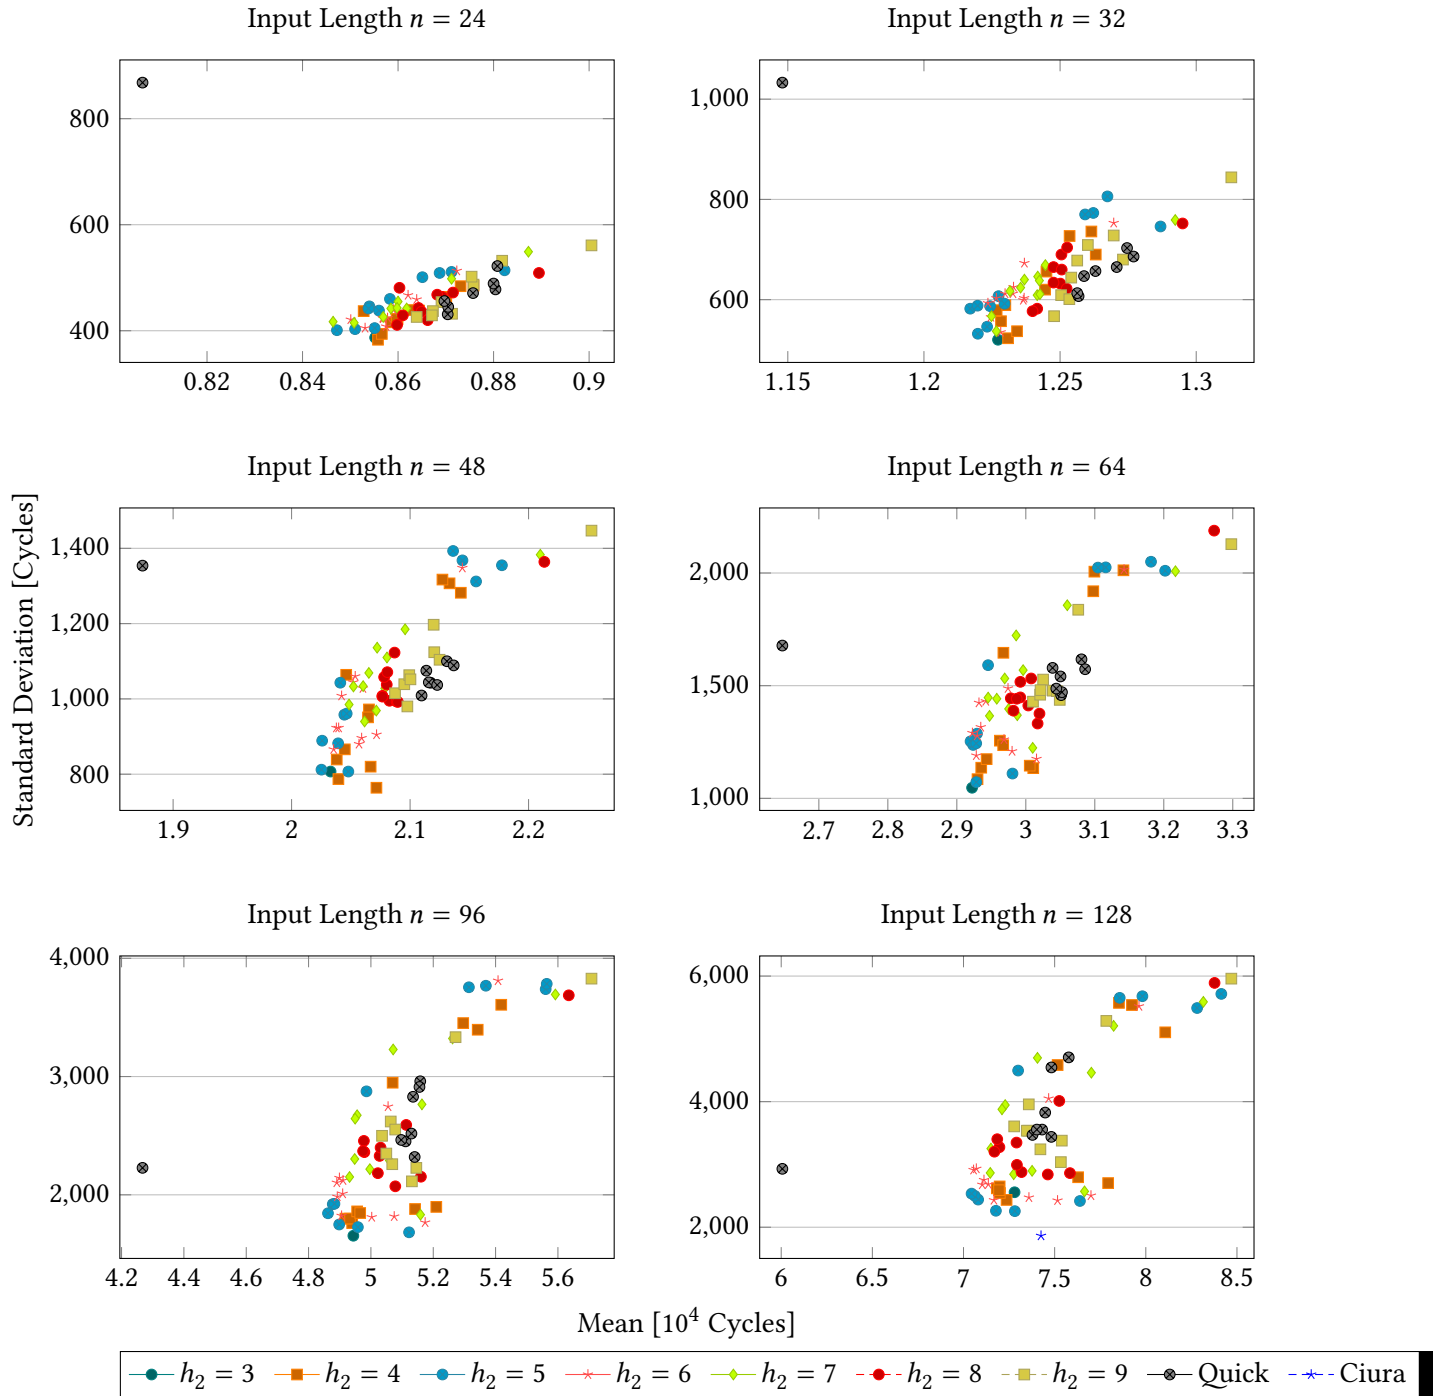 Input Length n = 24
Input Length n = 32
800
600
400
0.82 0.84 0.86 0.88 0.9
1,000
800
600
1.15 1.2 1.25 1.3
Input Length n = 48
Input Length n = 64
Standard Deviation [Cycles]
1,400
1,200
1,000
800
1.9 2 2.1 2.2
2,000
1,500
1,000
2.7 2.8 2.9 3 3.1 3.2 3.3
Input Length n = 96
Input Length n = 128
4,000
3,000
2,000
4.2 4.4 4.6 4.8 5 5.2 5.4 5.6
6,000
4,000
2,000
6 6.5 7 7.5 8 8.5
Mean [10⁴ Cycles]
h₂ = 3 h₂ = 4 h₂ = 5 h₂ = 6 h₂ = 7 h₂ = 8 h₂ = 9 Quick Ciura